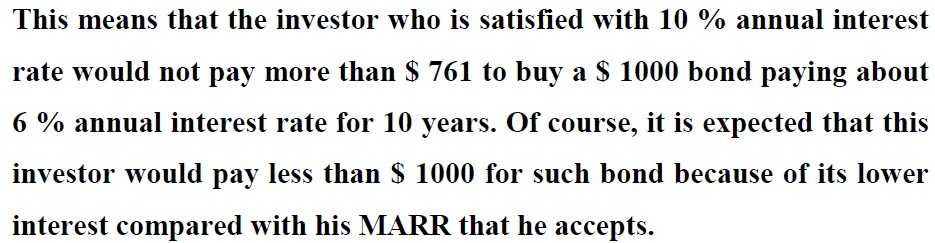 This means that the investor who is satisfied with 10 % annual interest
rate would not pay more than $ 761 to buy a $ 1000 bond paying about
6 % annual interest rate for 10 years. Of course, it is expected that this
investor would pay less than $ 1000 for such bond because of its lower
interest compared with his MARR that he accepts.